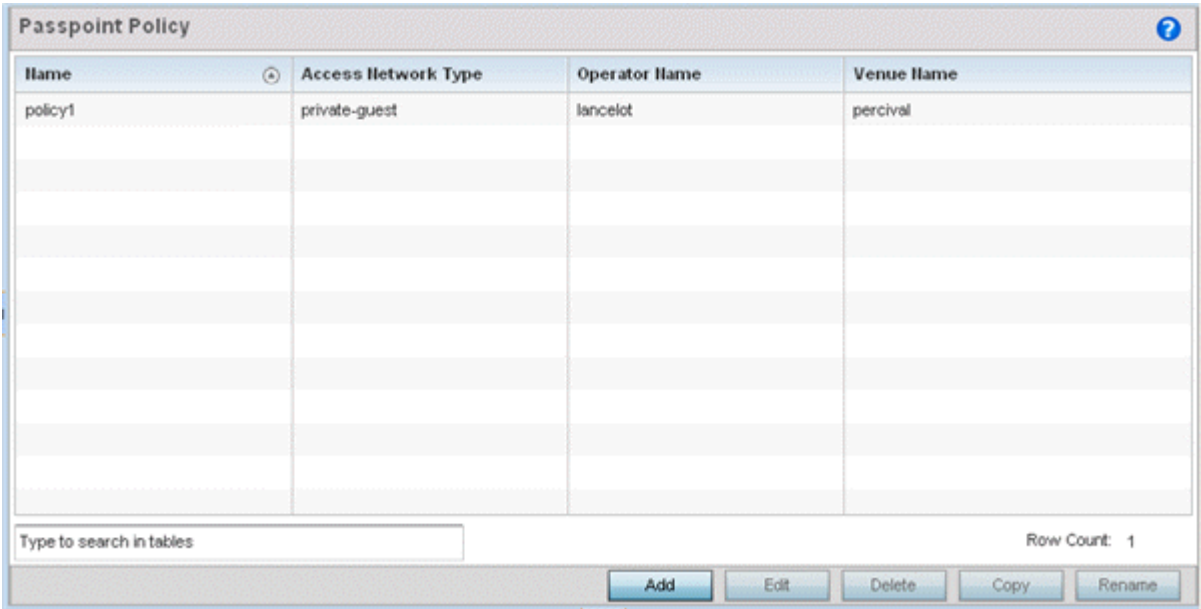 Passpoint Policy
Name Access Network Type Operator Name Venue Name
policy1 private-guest lancelot percival
Type to search in tables Row Count: 1
Add Edit Delete Copy Rename